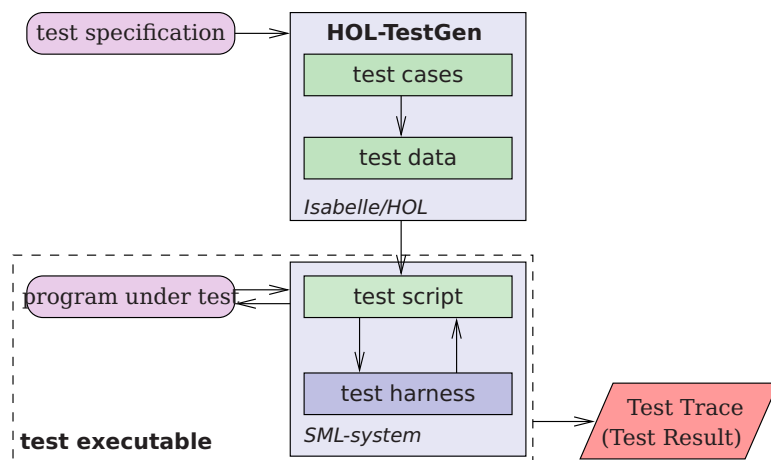 test specification
HOL-TestGen
test cases
test data
Isabelle/HOL
program under test
test script
test harness
Test Trace
(Test Result)
test executable
SML-system